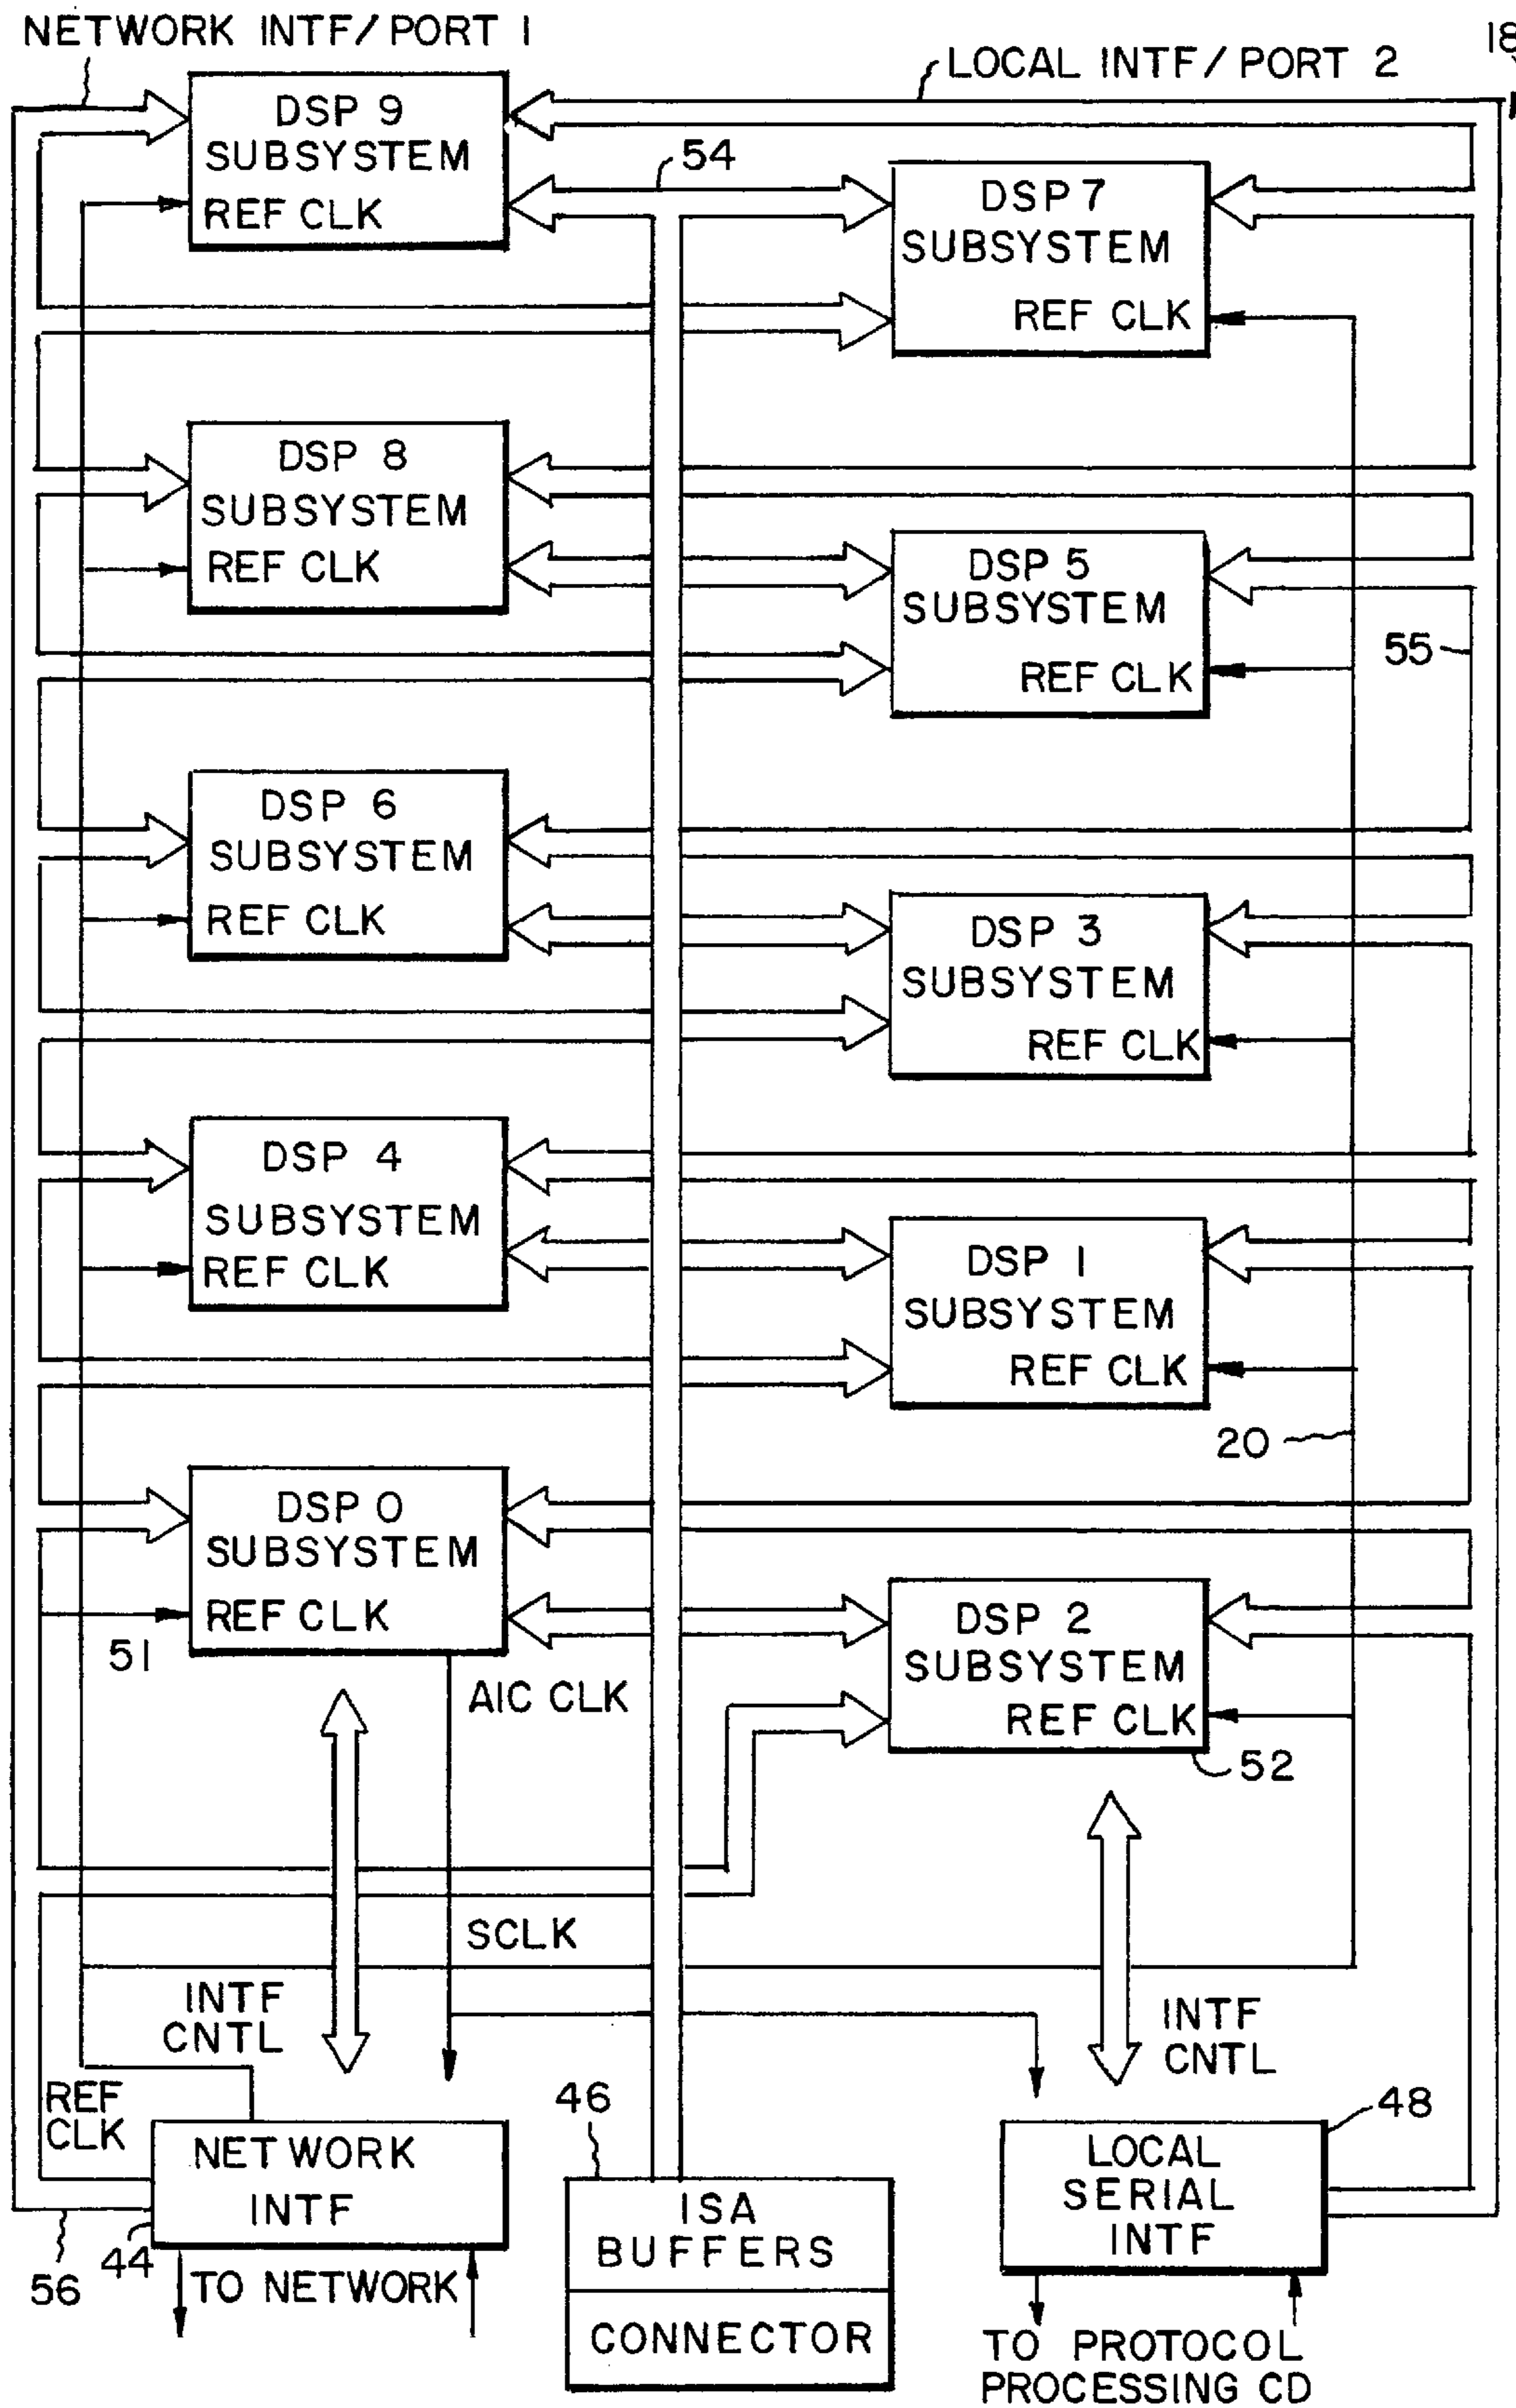 NETWORK INTF/PORT 1
LOCAL INTF/PORT 2
18
DSP 9
SUBSYSTEM
REF CLK
54
DSP 7
SUBSYSTEM
REF CLK
DSP 8
SUBSYSTEM
REF CLK
DSP 5
SUBSYSTEM
REF CLK
55
DSP 6
SUBSYSTEM
REF CLK
DSP 3
SUBSYSTEM
REF CLK
DSP 4
SUBSYSTEM
REF CLK
DSP 1
SUBSYSTEM
REF CLK
20
DSP 0
SUBSYSTEM
REF CLK
51
AIC CLK
DSP 2
SUBSYSTEM
REF CLK
52
SCLK
INTF
CNTL
INTF
CNTL
REF
CLK
46
48
NETWORK
INTF
44
56
TO NETWORK
ISA
BUFFERS
CONNECTOR
LOCAL
SERIAL
INTF
TO PROTOCOL
PROCESSING CD